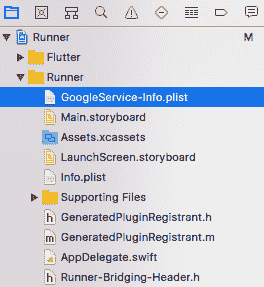 Runner
M
Flutter
Runner
GoogleService-Info.plist
Main.storyboard
Assets.xcassets
LaunchScreen.storyboard
Info.plist
Supporting Files
h GeneratedPluginRegistrant.h
m GeneratedPluginRegistrant.m
AppDelegate.swift
h Runner-Bridging-Header.h